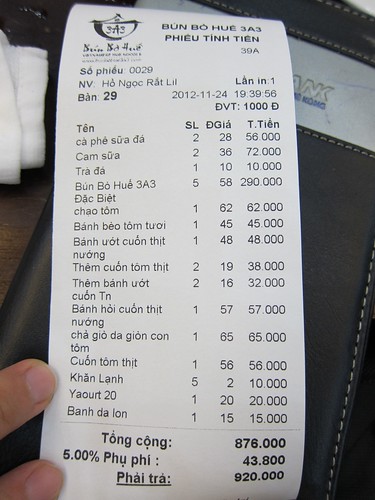 3A3
BÚN BÒ HUẾ 3A3
PHIẾU TÍNH TIỀN
Bún Bò Huế
39A
Số phiếu 0029
NV: Hồ Ngọc Rắt Lil Lần in:1
Bàn: 29 2012-11-24 19:39:56
ĐVT: 1000 Đ
Tên SL ĐGiá T.Tiền
cà phé sữa đá 2 28 56.000
Cam sữa 2 36 72.000
Trà đá 1 10 10.000
Bún Bò Huế 3A3 5 58 290.000
Đặc Biệt
chạo tôm 1 62 62.000
Bánh bèo tôm tươi 1 45 45.000
Bánh ướt cuốn thịt 1 48 48.000
nướng
Thêm cuốn tôm thịt 2 19 38.000
Thêm bánh ướt 2 16 32.000
cuốn Tn
Bánh hỏi cuốn thịt 1 57 57.000
nướng
chả giò da giòn con 1 65 65.000
tôm
Cuốn tôm thịt 1 56 56.000
Khăn Lạnh 5 2 10.000
Yaourt 20 1 20 20.000
Banh da lon 1 15 15.000
Tổng cộng: 876.000
5.00% Phụ phí : 43.800
Phải trả: 920.000